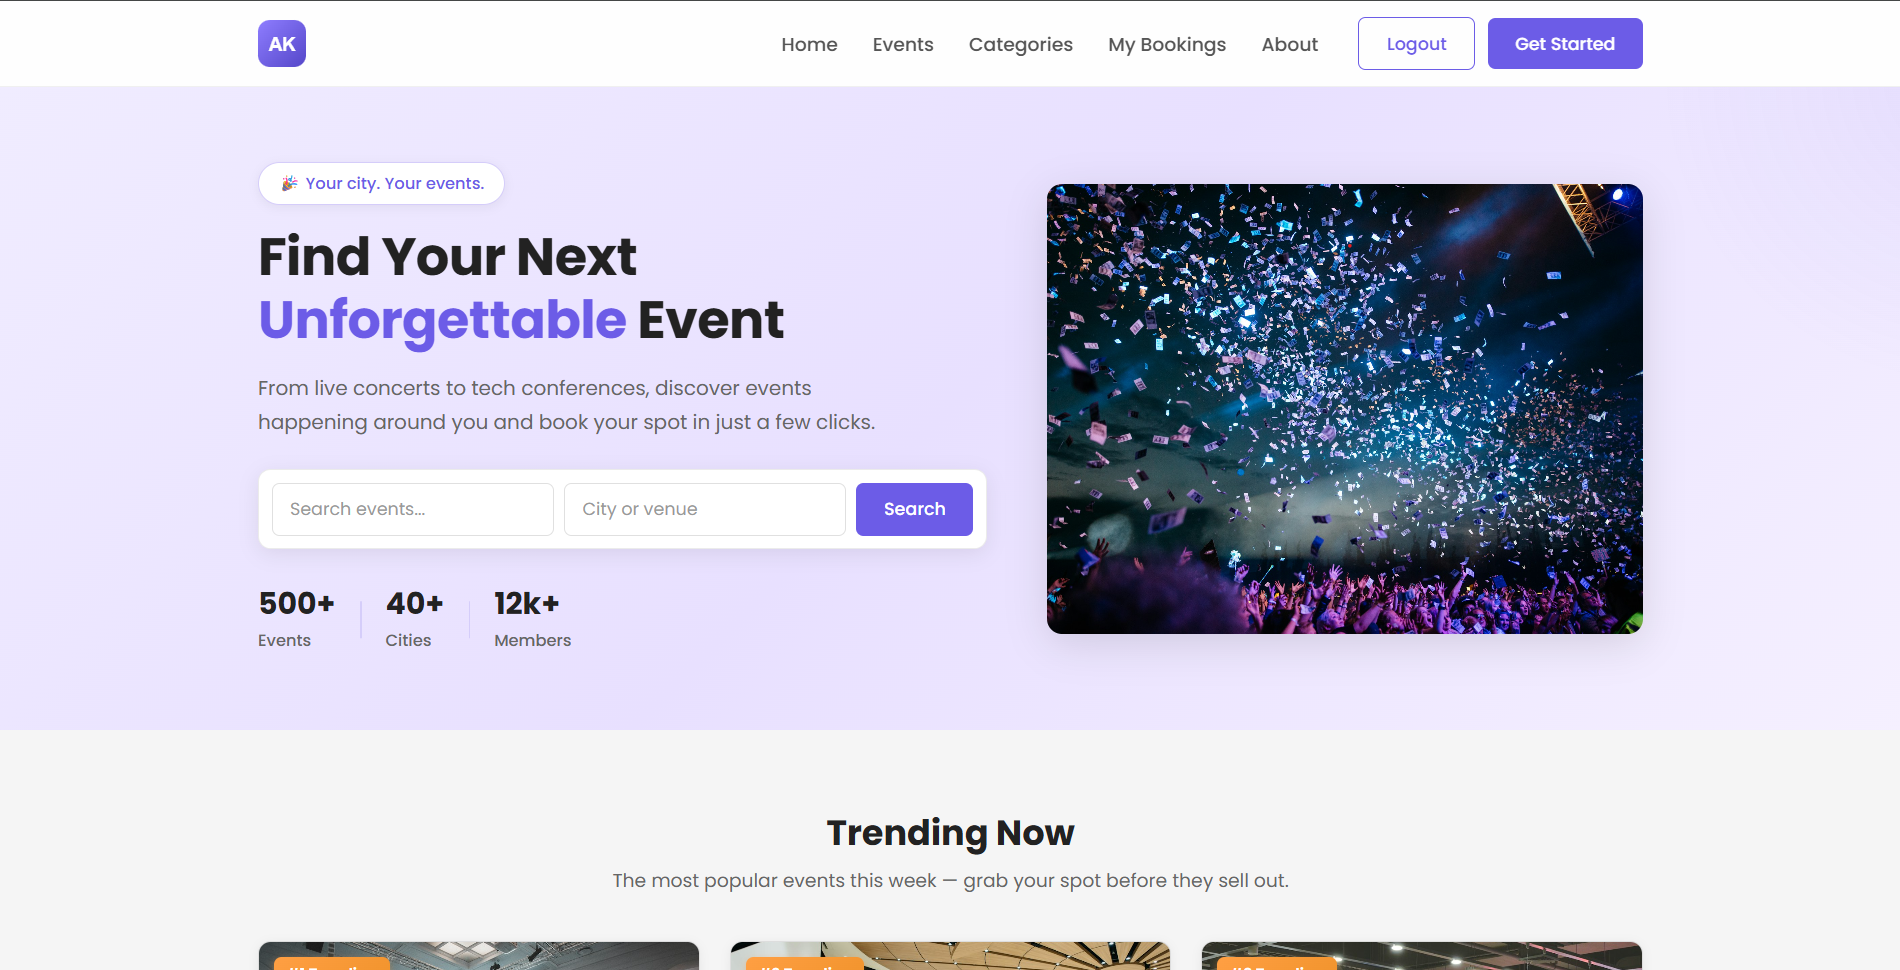 AK
Home
Events
Categories
My Bookings
About
Logout
Get Started
🎉 Your city. Your events.
Find Your Next
Unforgettable Event
From live concerts to tech conferences, discover events
happening around you and book your spot in just a few clicks.
Search events...
City or venue
Search
500+
Events
40+
Cities
12k+
Members
Trending Now
The most popular events this week — grab your spot before they sell out.